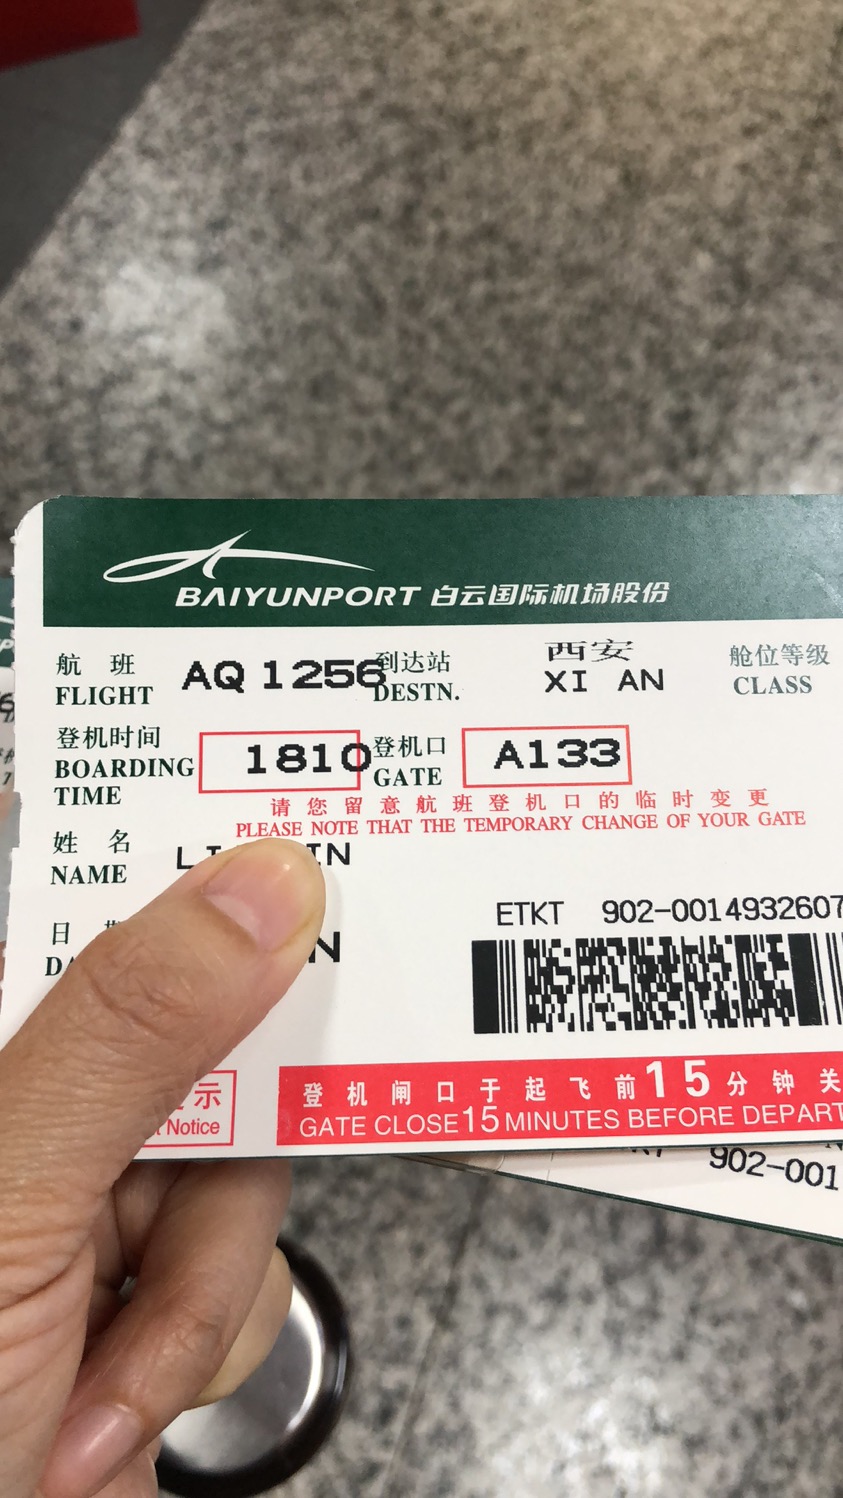 BAIYUNPORT 白云国际机场股份
航 班 AQ 1256 到达站 西安 舱位等级
FLIGHT DESTN. XI AN CLASS
登机时间 1810 登机口 A133
BOARDING GATE
TIME
请您留意航班登机口的临时变更
PLEASE NOTE THAT THE TEMPORARY CHANGE OF YOUR GATE
姓 名
NAME
ETKT 902-0014932607
日
示 登机闸口于起飞前15分钟关
Notice GATE CLOSE 15 MINUTES BEFORE DEPART
902-001